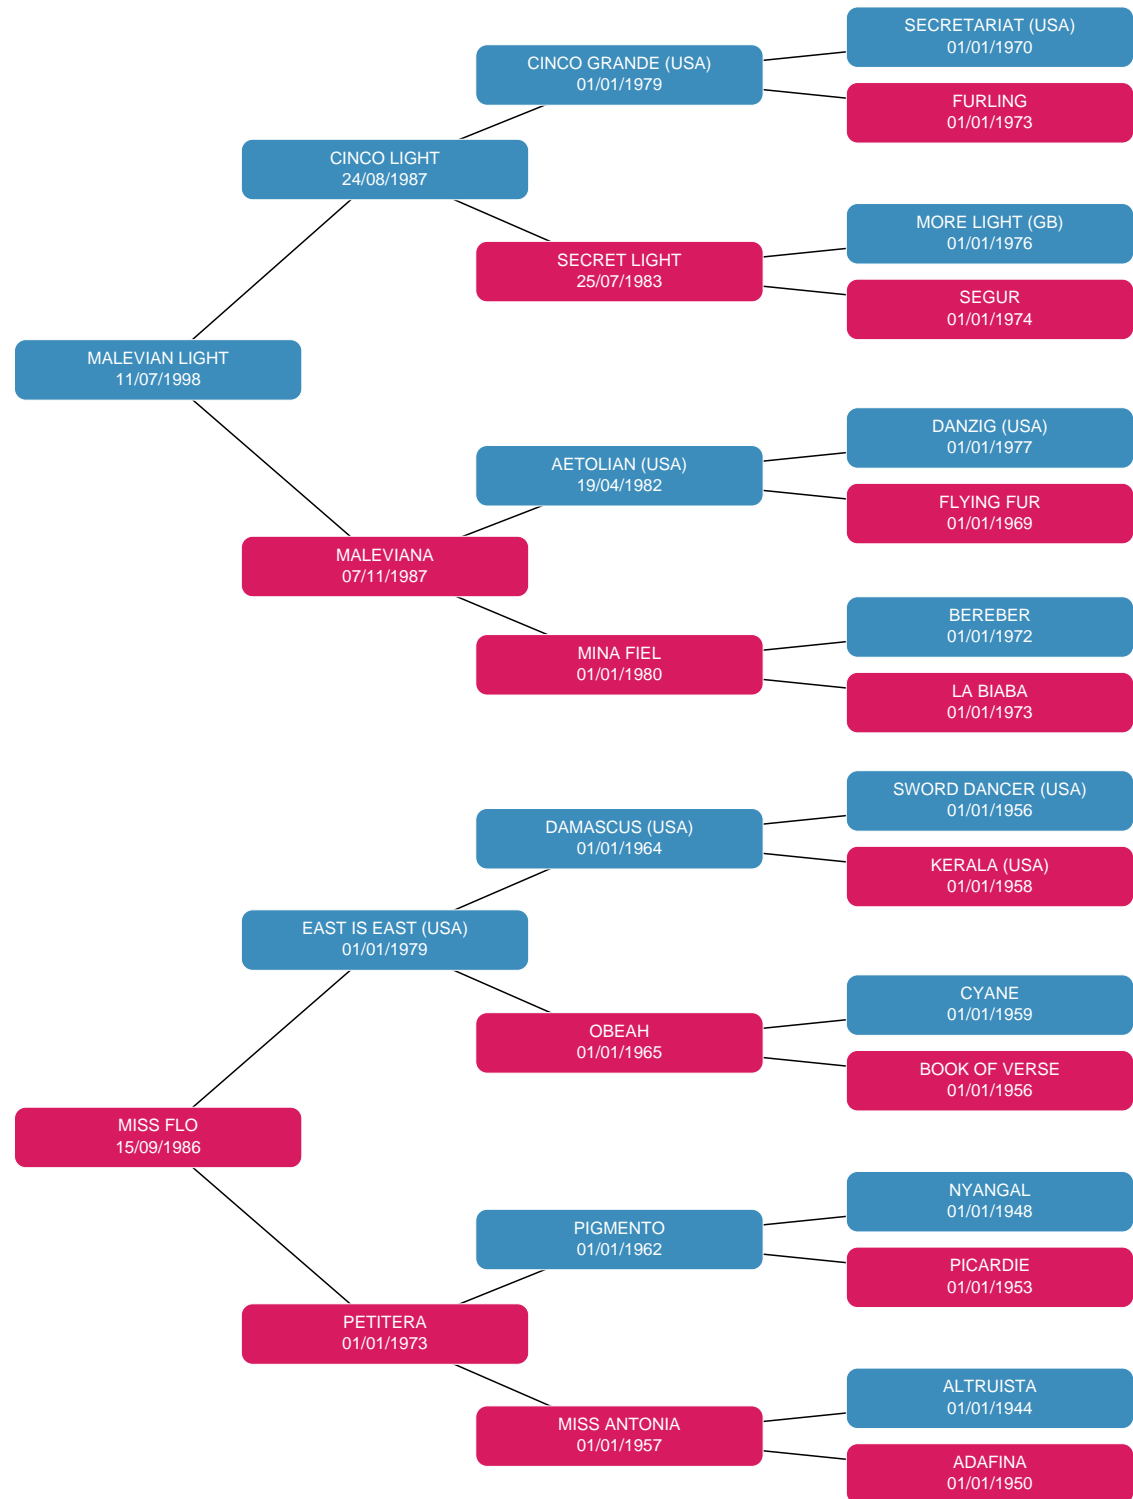 SECRETARIAT (USA)
01/01/1970
CINCO GRANDE (USA)
01/01/1979
FURLING
01/01/1973
CINCO LIGHT
24/08/1987
MORE LIGHT (GB)
01/01/1976
SECRET LIGHT
25/07/1983
SEGUR
01/01/1974
MALEVIAN LIGHT
11/07/1998
DANZIG (USA)
01/01/1977
AETOLIAN (USA)
19/04/1982
FLYING FUR
01/01/1969
MALEVIANA
07/11/1987
BEREBER
01/01/1972
MINA FIEL
01/01/1980
LA BIABA
01/01/1973
SWORD DANCER (USA)
01/01/1956
DAMASCUS (USA)
01/01/1964
KERALA (USA)
01/01/1958
EAST IS EAST (USA)
01/01/1979
CYANE
01/01/1959
OBEAH
01/01/1965
BOOK OF VERSE
01/01/1956
MISS FLO
15/09/1986
NYANGAL
01/01/1948
PIGMENTO
01/01/1962
PICARDIE
01/01/1953
PETITERA
01/01/1973
ALTRUISTA
01/01/1944
MISS ANTONIA
01/01/1957
ADAFINA
01/01/1950